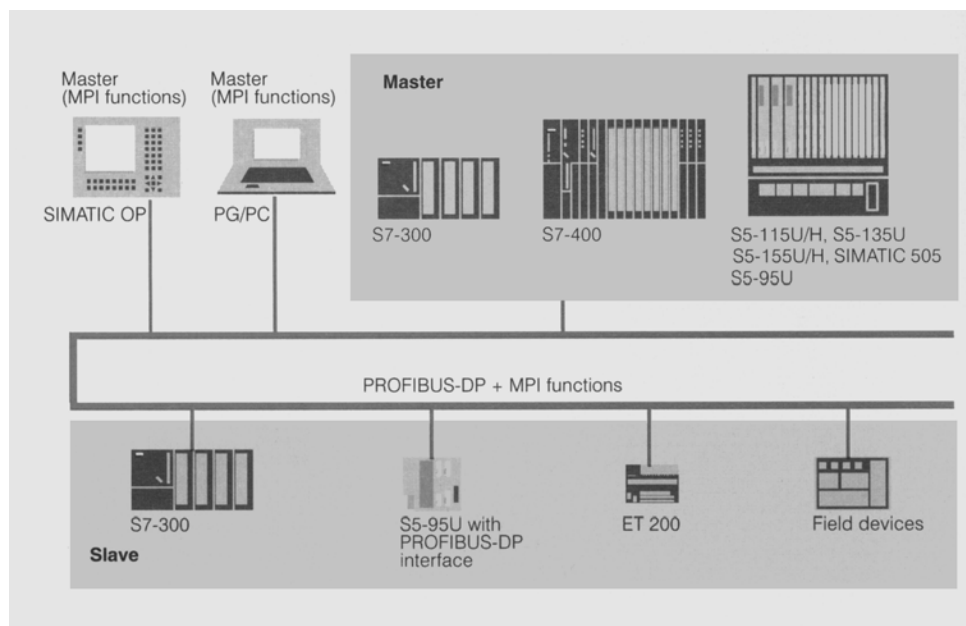 Master
(MPI functions)
SIMATIC OP
Master
(MPI functions)
PG/PC
Master
S7-300
S7-400
S5-115U/H, S5-135U
S5-155U/H, SIMATIC 505
S5-95U
PROFIBUS-DP + MPI functions
S7-300
S5-95U with
PROFIBUS-DP
interface
ET 200
Field devices
Slave